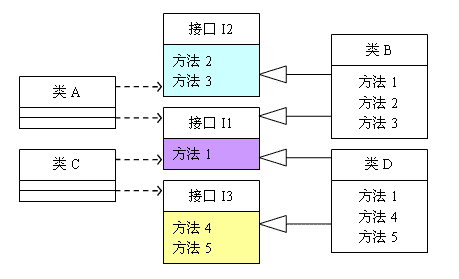 接口 I2
方法 2
方法 3
类 B
方法 1
方法 2
方法 3
类 A
接口 I1
方法 1
类 C
类 D
方法 1
方法 4
方法 5
接口 I3
方法 4
方法 5